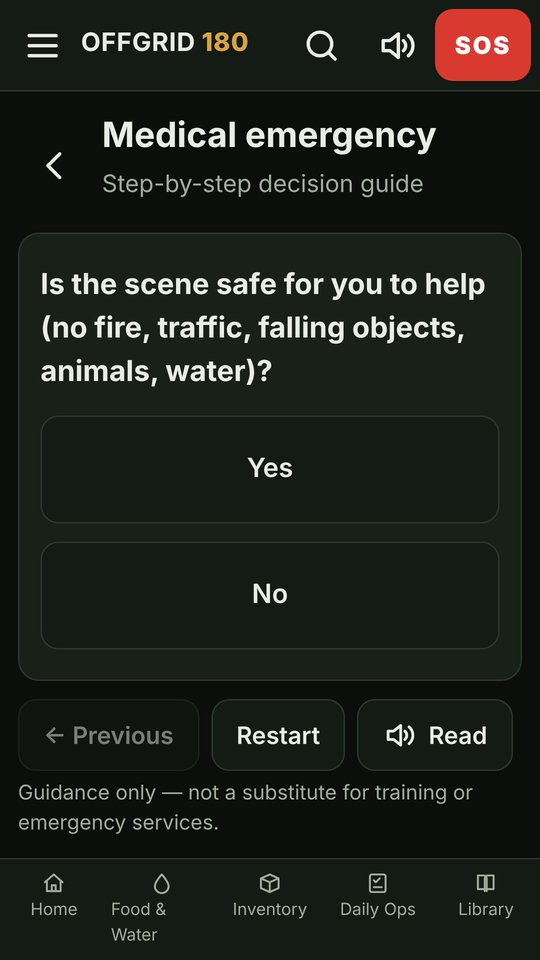 OFFGRID 180
SOS
Medical emergency
Step-by-step decision guide
Is the scene safe for you to help
(no fire, traffic, falling objects,
animals, water)?
Yes
No
← Previous
Restart
Read
Guidance only — not a substitute for training or
emergency services.
Home
Food &
Water
Inventory
Daily Ops
Library